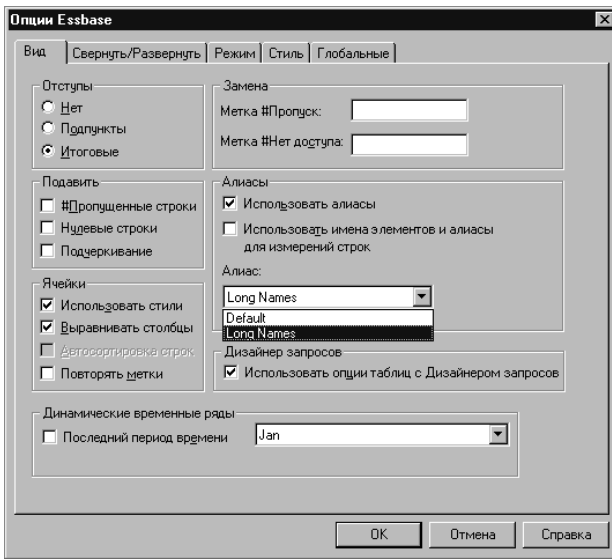 Опции Essbase
Вид
Свернуть/Развернуть
Режим
Стиль
Глобальные
Отступы
Нет
Подпункты
Итоговые
Замена
Метка #Пропуск:
Метка #Нет доступа:
Подавить
#Пропущенные строки
Нулевые строки
Подчеркивание
Алиасы
Использовать алиасы
Использовать имена элементов и алиасы
для измерений строк
Алиас:
Long Names
Default
Long Names
Ячейки
Использовать стили
Выравнивать столбцы
Автосортировка строк
Повторять метки
Дизайнер запросов
Использовать опции таблиц с Дизайнером запросов
Динамические временные ряды
Последний период времени
Jan
OK
Отмена
Справка